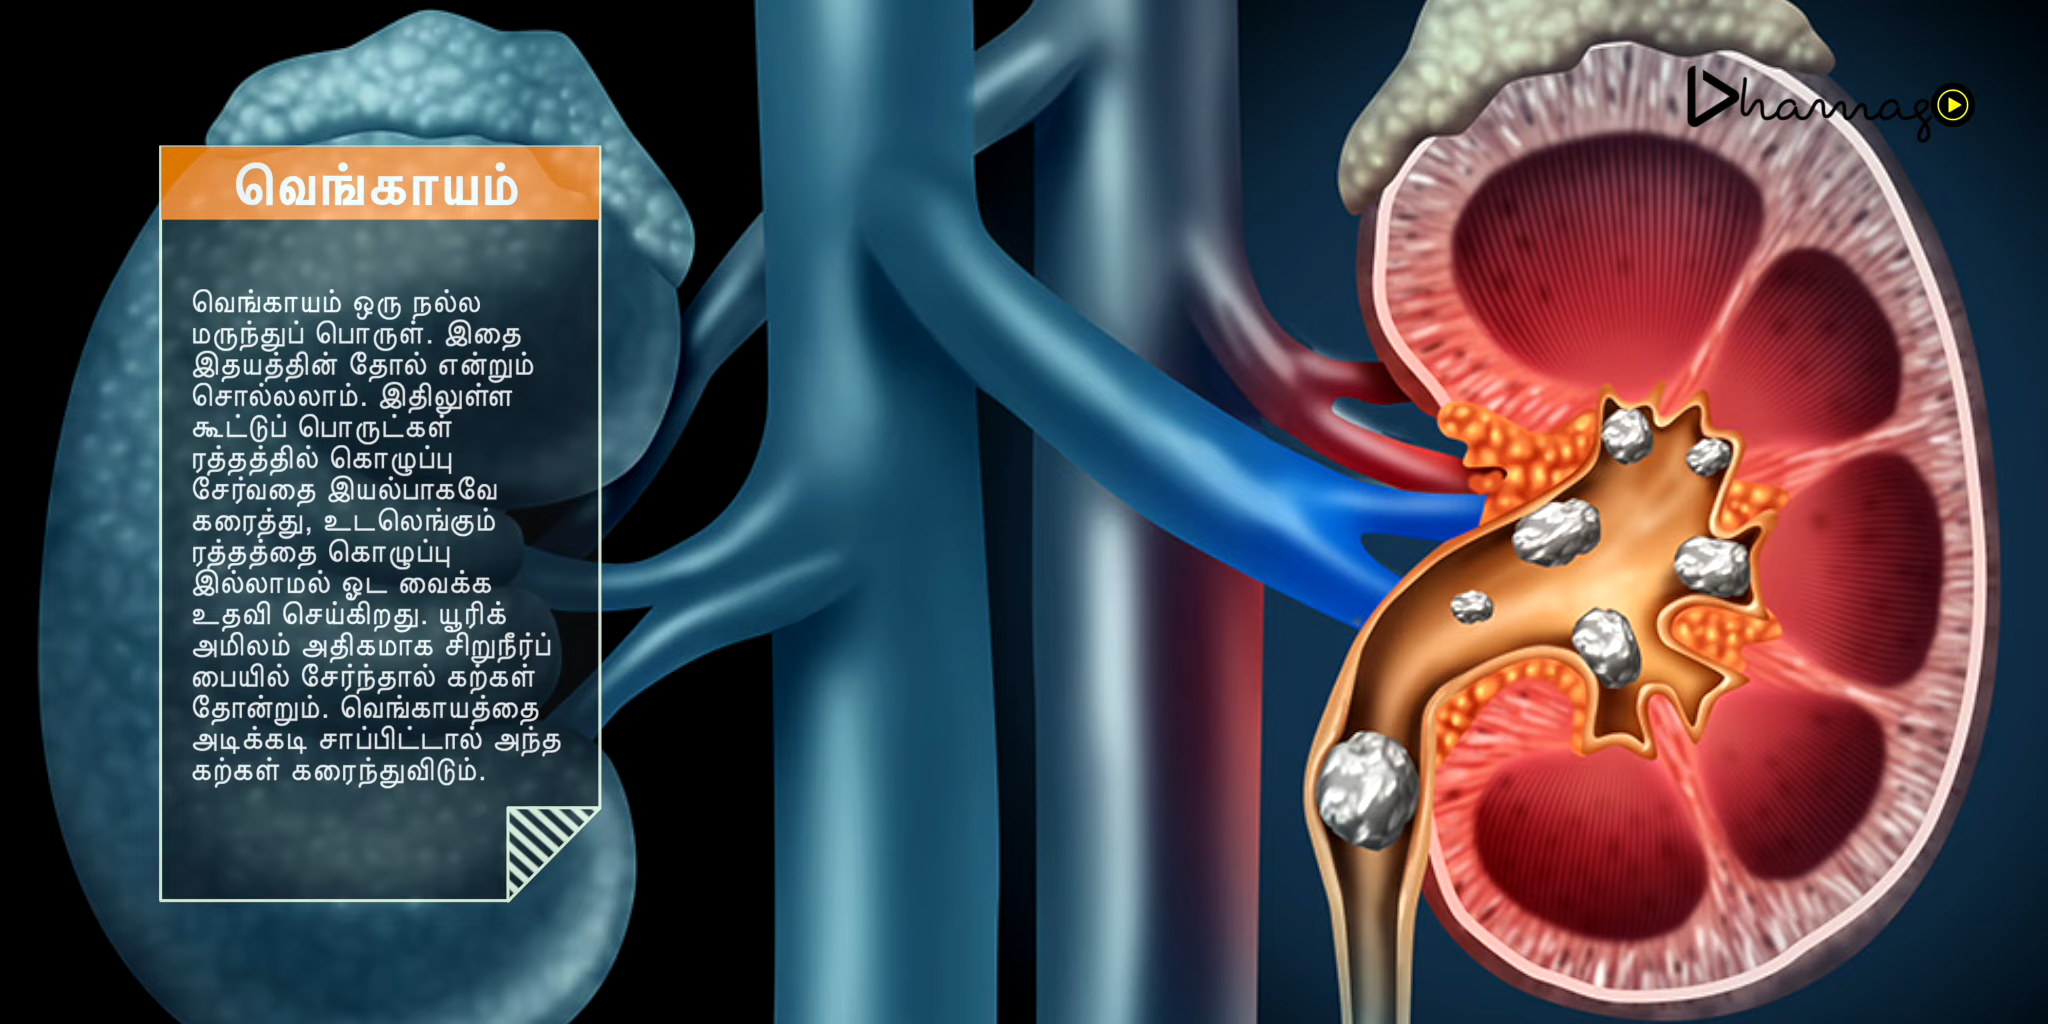 Dhamago
வெங்காயம்
வெங்காயம் ஒரு நல்ல
மருந்துப் பொருள். இதை
இதயத்தின் தோல் என்றும்
சொல்லலாம். இதிலுள்ள
கூட்டுப் பொருட்கள்
ரத்தத்தில் கொழுப்பு
சேர்வதை இயல்பாகவே
கரைத்து, உடலெங்கும்
ரத்தத்தை கொழுப்பு
இல்லாமல் ஓட வைக்க
உதவி செய்கிறது. யூரிக்
அமிலம் அதிகமாக சிறுநீர்ப்
பையில் சேர்ந்தால் கற்கள்
தோன்றும். வெங்காயத்தை
அடிக்கடி சாப்பிட்டால் அந்த
கற்கள் கரைந்துவிடும்.